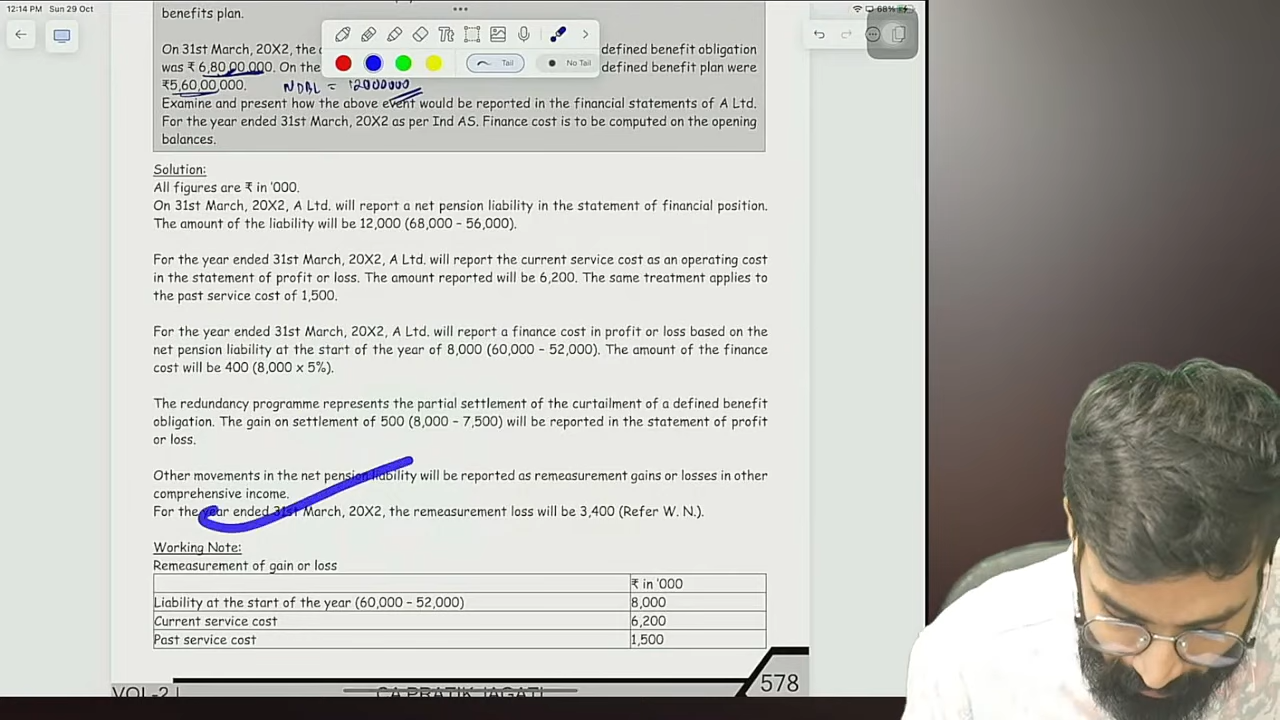 12:14 PM Sun 29 Oct
68%
benefits plan.
Tail
No Tail
On 31st March, 20X2, the
defined benefit obligation
was ₹ 6,80,00,000. On the
defined benefit plan were
₹5,60,00,000.
NDBL = 12000000
Examine and present how the above event would be reported in the financial statements of A Ltd.
For the year ended 31st March, 20X2 as per Ind AS. Finance cost is to be computed on the opening
balances.
Solution:
All figures are ₹ in '000.
On 31st March, 20X2, A Ltd. will report a net pension liability in the statement of financial position.
The amount of the liability will be 12,000 (68,000 – 56,000).
For the year ended 31st March, 20X2, A Ltd. will report the current service cost as an operating cost
in the statement of profit or loss. The amount reported will be 6,200. The same treatment applies to
the past service cost of 1,500.
For the year ended 31st March, 20X2, A Ltd. will report a finance cost in profit or loss based on the
net pension liability at the start of the year of 8,000 (60,000 – 52,000). The amount of the finance
cost will be 400 (8,000 x 5%).
The redundancy programme represents the partial settlement of the curtailment of a defined benefit
obligation. The gain on settlement of 500 (8,000 – 7,500) will be reported in the statement of profit
or loss.
Other movements in the net pension liability will be reported as remeasurement gains or losses in other
comprehensive income.
For the year ended 31st March, 20X2, the remeasurement loss will be 3,400 (Refer W. N.).
Working Note:
Remeasurement of gain or loss
₹ in '000
Liability at the start of the year (60,000 – 52,000) 8,000
Current service cost 6,200
Past service cost 1,500
578
VOL-2 |
CA PRATIK JAGATI